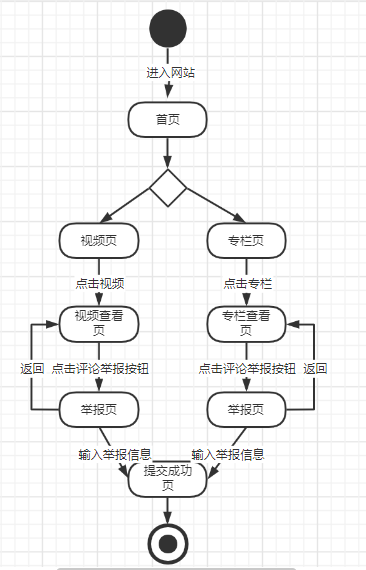 进入网站
首页
视频页
专栏页
点击视频
点击专栏
视频查看
页
专栏查看
页
返回
点击评论举报按钮
点击评论举报按钮
返回
举报页
举报页
输入举报信息
输入举报信息
提交成功
页